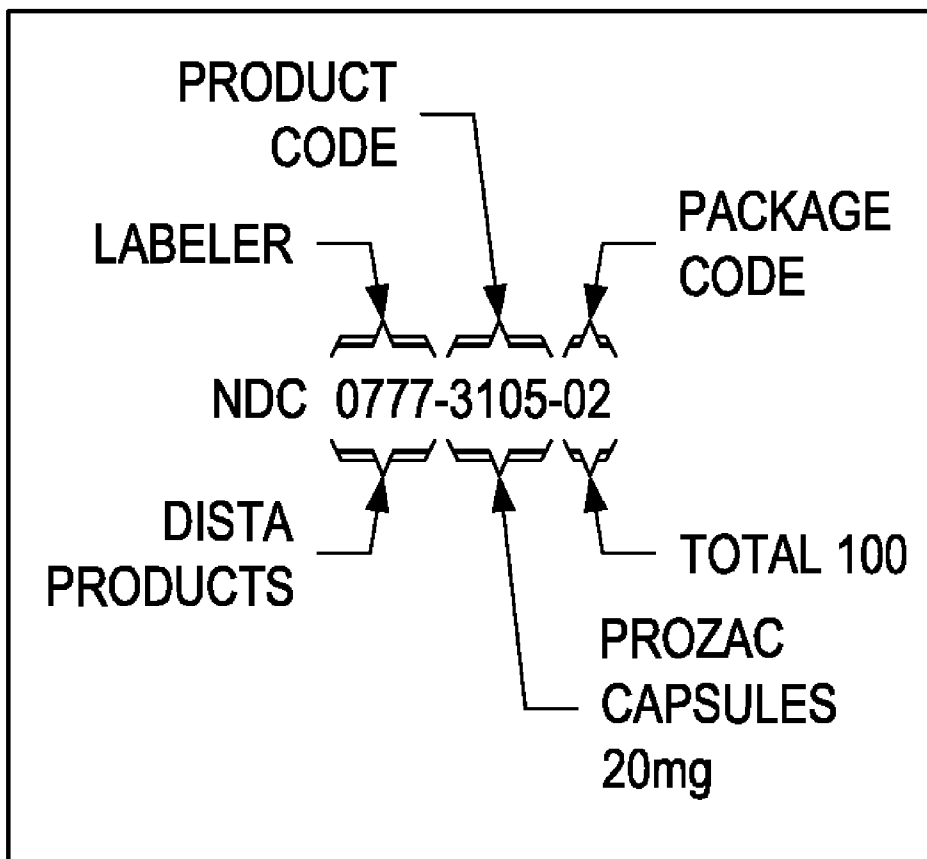 PRODUCT
CODE
LABELER
PACKAGE
CODE
NDC 0777-3105-02
DISTA
PRODUCTS
TOTAL 100
PROZAC
CAPSULES
20mg